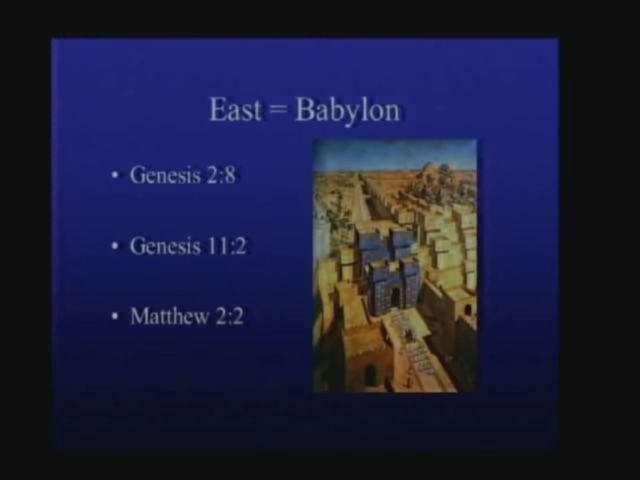 East = Babylon
• Genesis 2:8
• Genesis 11:2
• Matthew 2:2